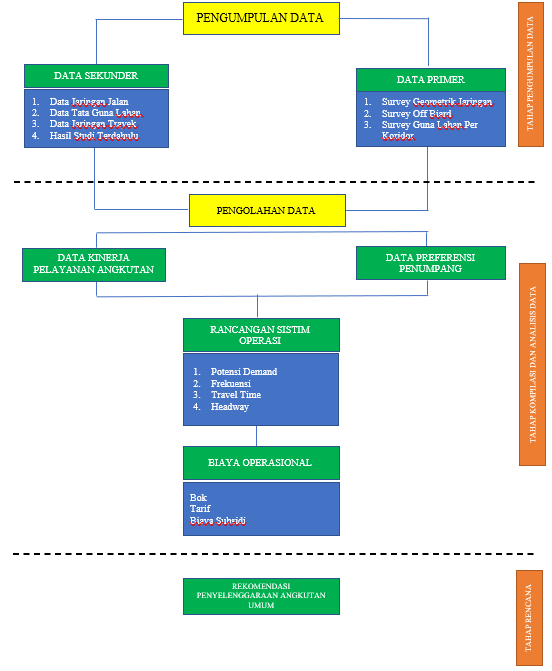 PENGUMPULAN DATA
TAHAP PENGUMPULAN DATA
DATA SEKUNDER
1. Data Jaringan Jalan
2. Data Tata Guna Lahan
3. Data Jaringan Trayek
4. Hasil Studi Terdahulu
DATA PRIMER
1. Survey Geometrik Jaringan
2. Survey Off Biard
3. Survey Guna Lahan Per
Koridor
PENGOLAHAN DATA
DATA KINERJA
PELAYANAN ANGKUTAN
DATA PREFERENSI
PENUMPANG
TAHAP KOMPILASI DAN ANALISIS DATA
RANCANGAN SISTIM
OPERASI
1. Potensi Demand
2. Frekuensi
3. Travel Time
4. Headway
BIAYA OPERASIONAL
Bok
Tarif
Biaya Subsidi
REKOMENDASI
PENYELENGGARAAN ANGKUTAN
UMUM
TAHAP RENCANA